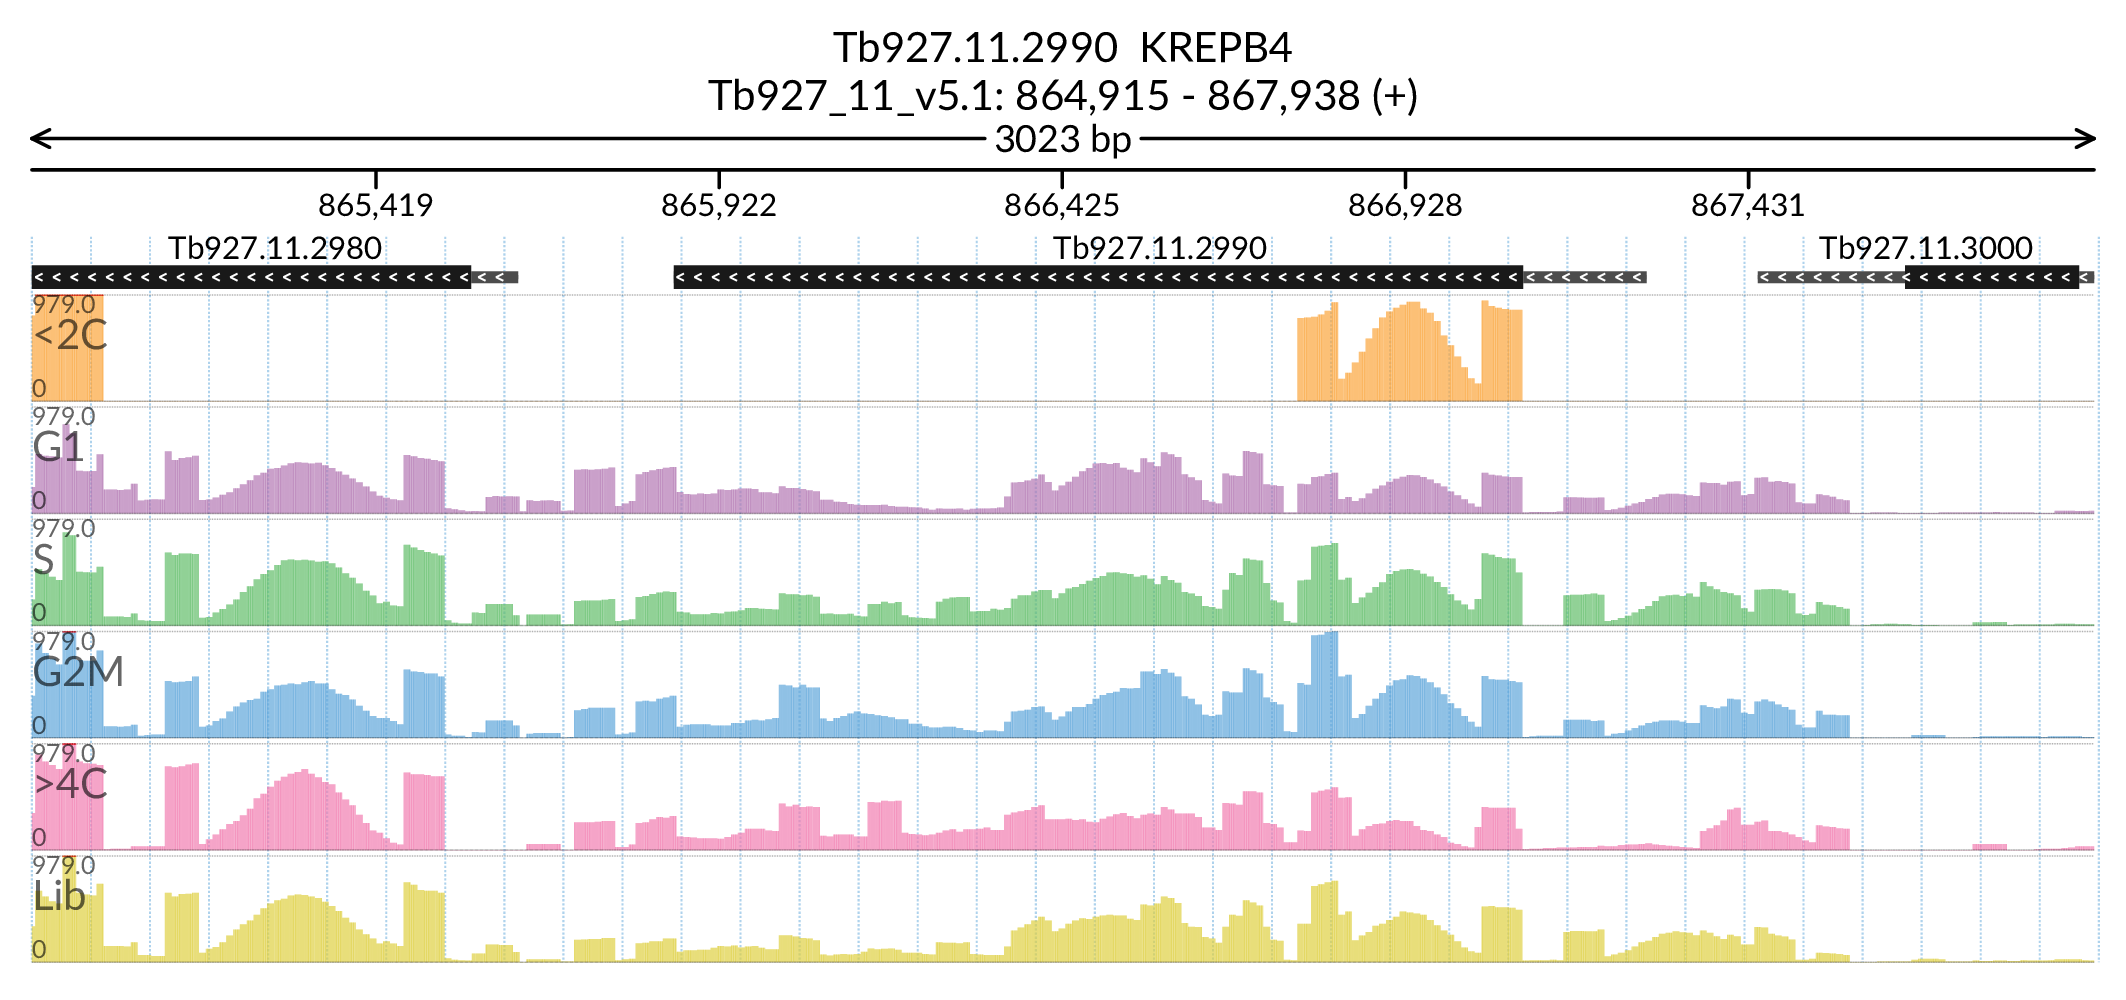 Tb927.11.2990 KREPB4
Tb927_11_v5.1: 864,915 - 867,938 (+)
3023 bp
865,419 865,922 866,425 866,928 867,431
Tb927.11.2980 Tb927.11.2990 Tb927.11.3000
979.0
<2C
0
979.0
G1
0
979.0
S
0
979.0
G2M
0
979.0
>4C
0
979.0
Lib
0